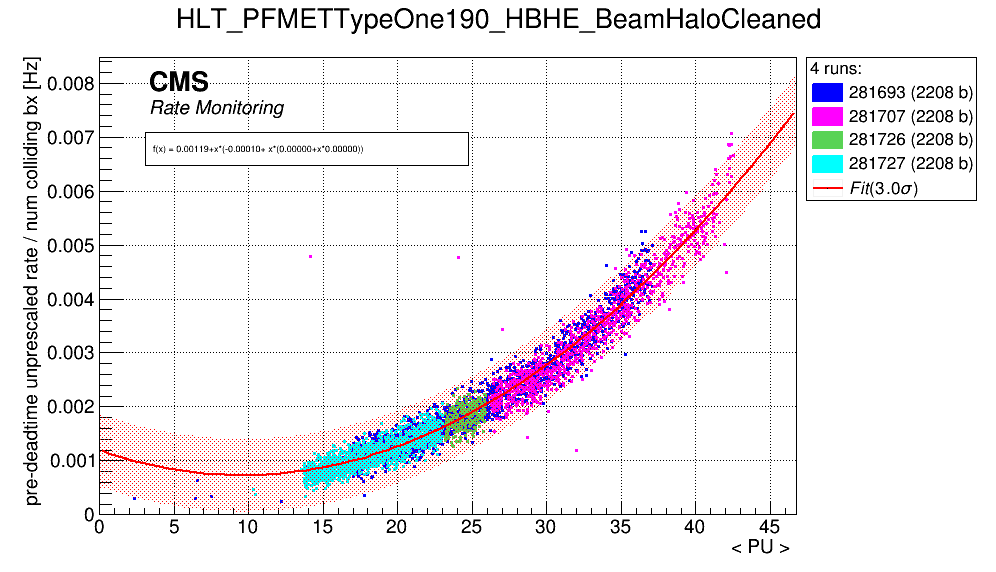 HLT_PFMETTypeOne190_HBHE_BeamHaloCleaned
pre-deadtime unprescaled rate / num colliding bx [Hz]
0.008
0.007
0.006
0.005
0.004
0.003
0.002
0.001
0
CMS
Rate Monitoring
f(x) = 0.00119+x*(-0.00010+ x*(0.00000+x*0.00000))
0 5 10 15 20 25 30 35 40 45
< PU >
4 runs:
281693 (2208 b)
281707 (2208 b)
281726 (2208 b)
281727 (2208 b)
Fit(3.0σ)